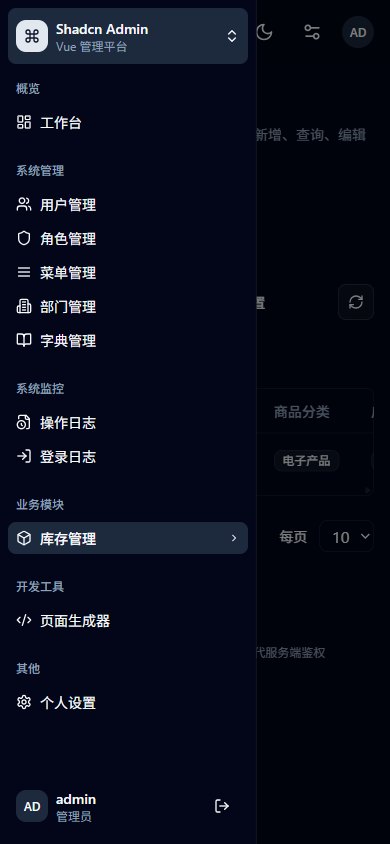 Shadcn Admin
Vue 管理平台
AD
概览
工作台
新增、查询、编辑
系统管理
用户管理
角色管理
菜单管理
部门管理
置
字典管理
系统监控
操作日志
商品分类
登录日志
电子产品
业务模块
库存管理
每页
10
开发工具
页面生成器
代服务端鉴权
其他
个人设置
AD
admin
管理员